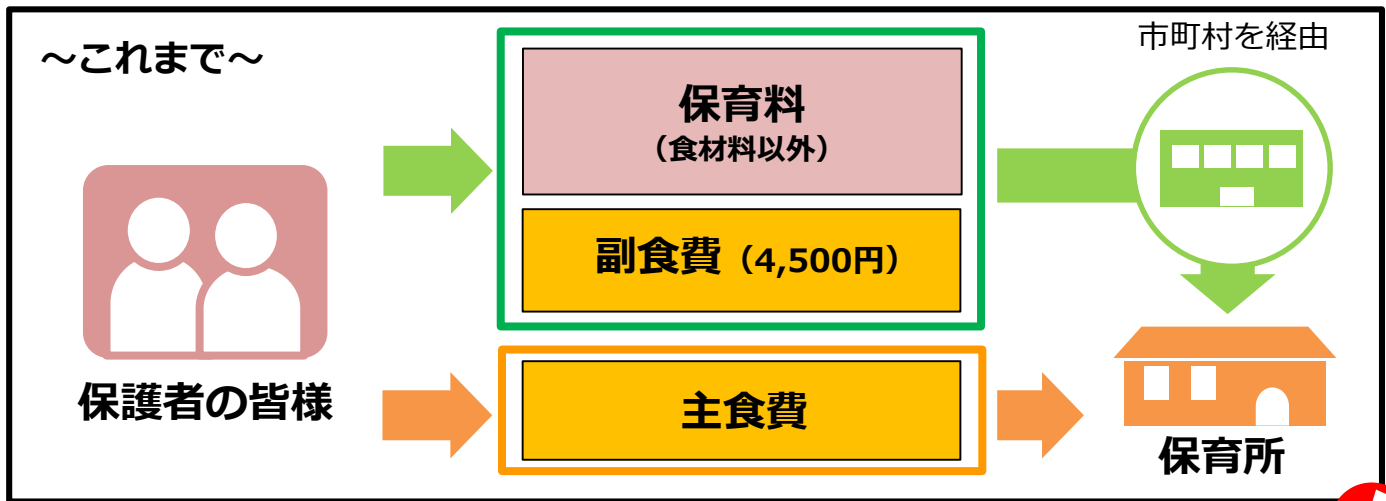 ～これまで～
市町村を経由
保育料
（食材料以外）
副食費（4,500円）
保護者の皆様
主食費
保育所